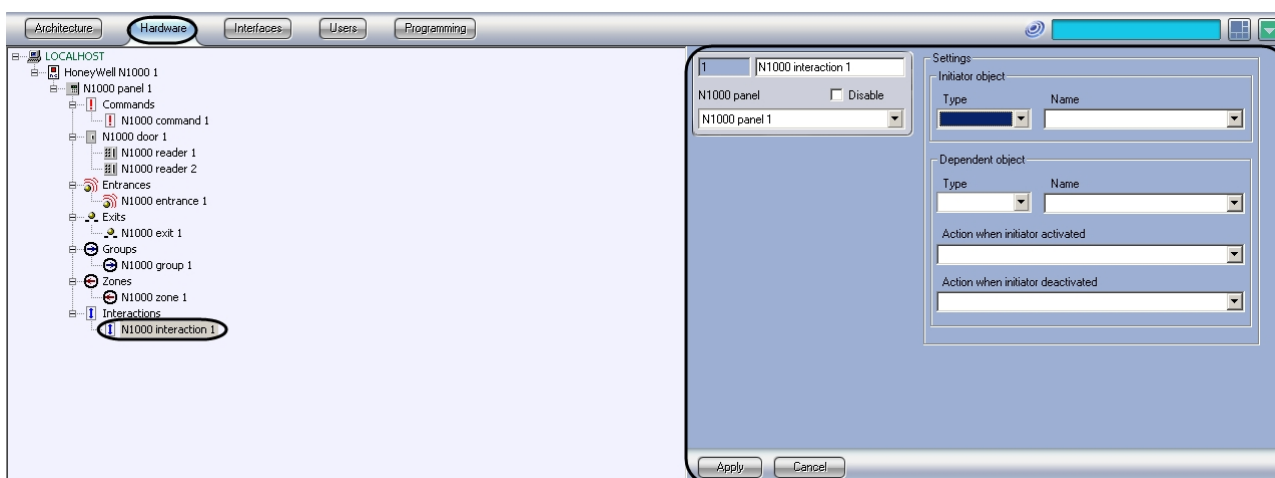 Architecture Hardware Interfaces Users Programming
LOCALHOST
HoneyWell N1000 1
N1000 panel 1
Commands
N1000 command 1
N1000 door 1
N1000 reader 1
N1000 reader 2
Entrances
N1000 entrance 1
Exits
N1000 exit 1
Groups
N1000 group 1
Zones
N1000 zone 1
Interactions
N1000 interaction 1
1 N1000 interaction 1
N1000 panel Disable
N1000 panel 1
Settings
Initiator object
Type Name
Dependent object
Type Name
Action when initiator activated
Action when initiator deactivated
Apply Cancel